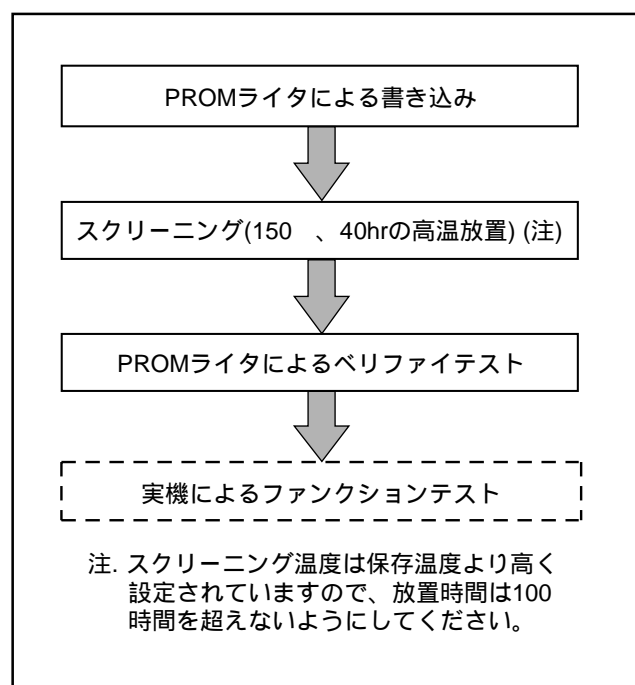 PROMライタによる書き込み
スクリーニング(150　、40hrの高温放置) (注)
PROMライタによるベリファイテスト
実機によるファンクションテスト
注. スクリーニング温度は保存温度より高く
設定されていますので、放置時間は100
時間を超えないようにしてください。